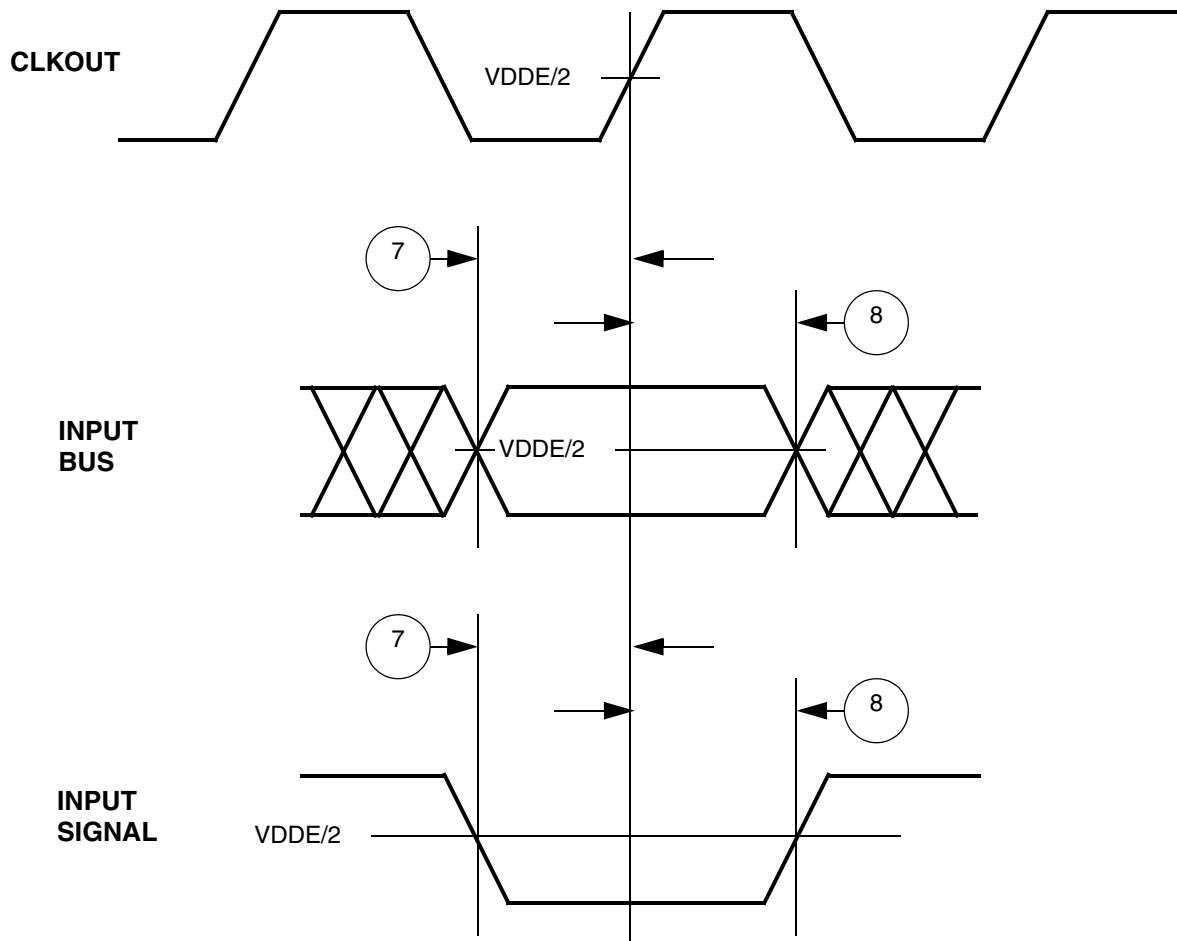 CLKOUT
VDDE/2
7
8
INPUT
BUS
VDDE/2
7
8
INPUT
SIGNAL
VDDE/2